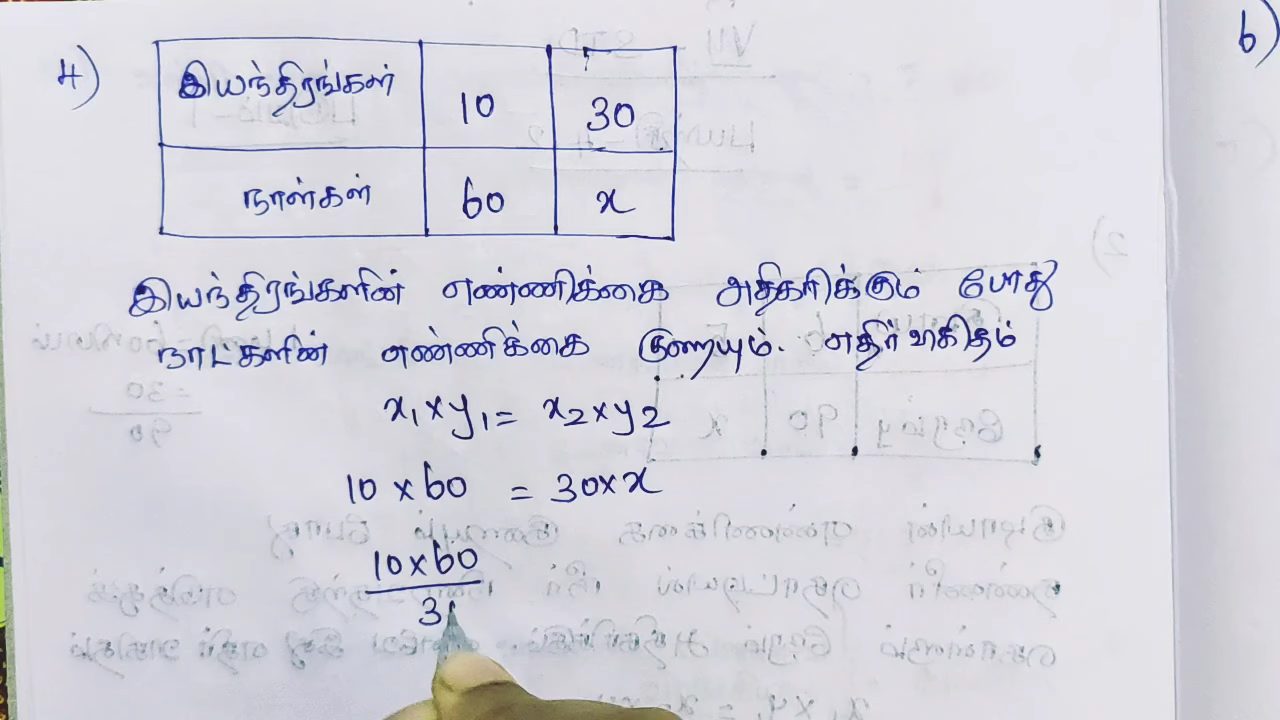 4)
இயந்திரங்கள் 10 30
நாள்கள் 60 x
இயந்திரங்களின் எண்ணிக்கை அதிகரிக்கும் போது
நாட்களின் எண்ணிக்கை குறையும். எதிர் விகிதம்
x₁ × y₁ = x₂ × y₂
10 × 60 = 30 × x
10 × 60
3
6)